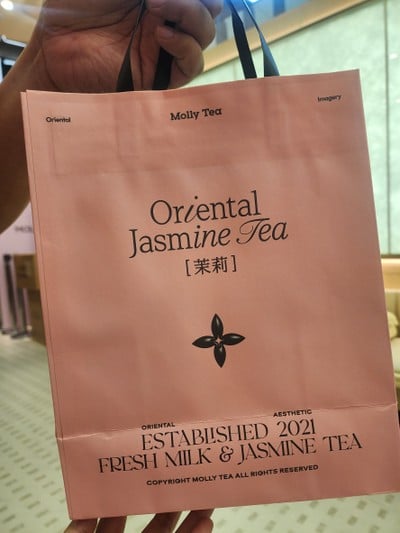 Oriental
Molly Tea
Imagery
Oriental
Jasmine Tea
[茉莉]
ORIENTAL
AESTHETIC
ESTABLISHED 2021
FRESH MILK & JASMINE TEA
COPYRIGHT MOLLY TEA ALL RIGHTS RESERVED